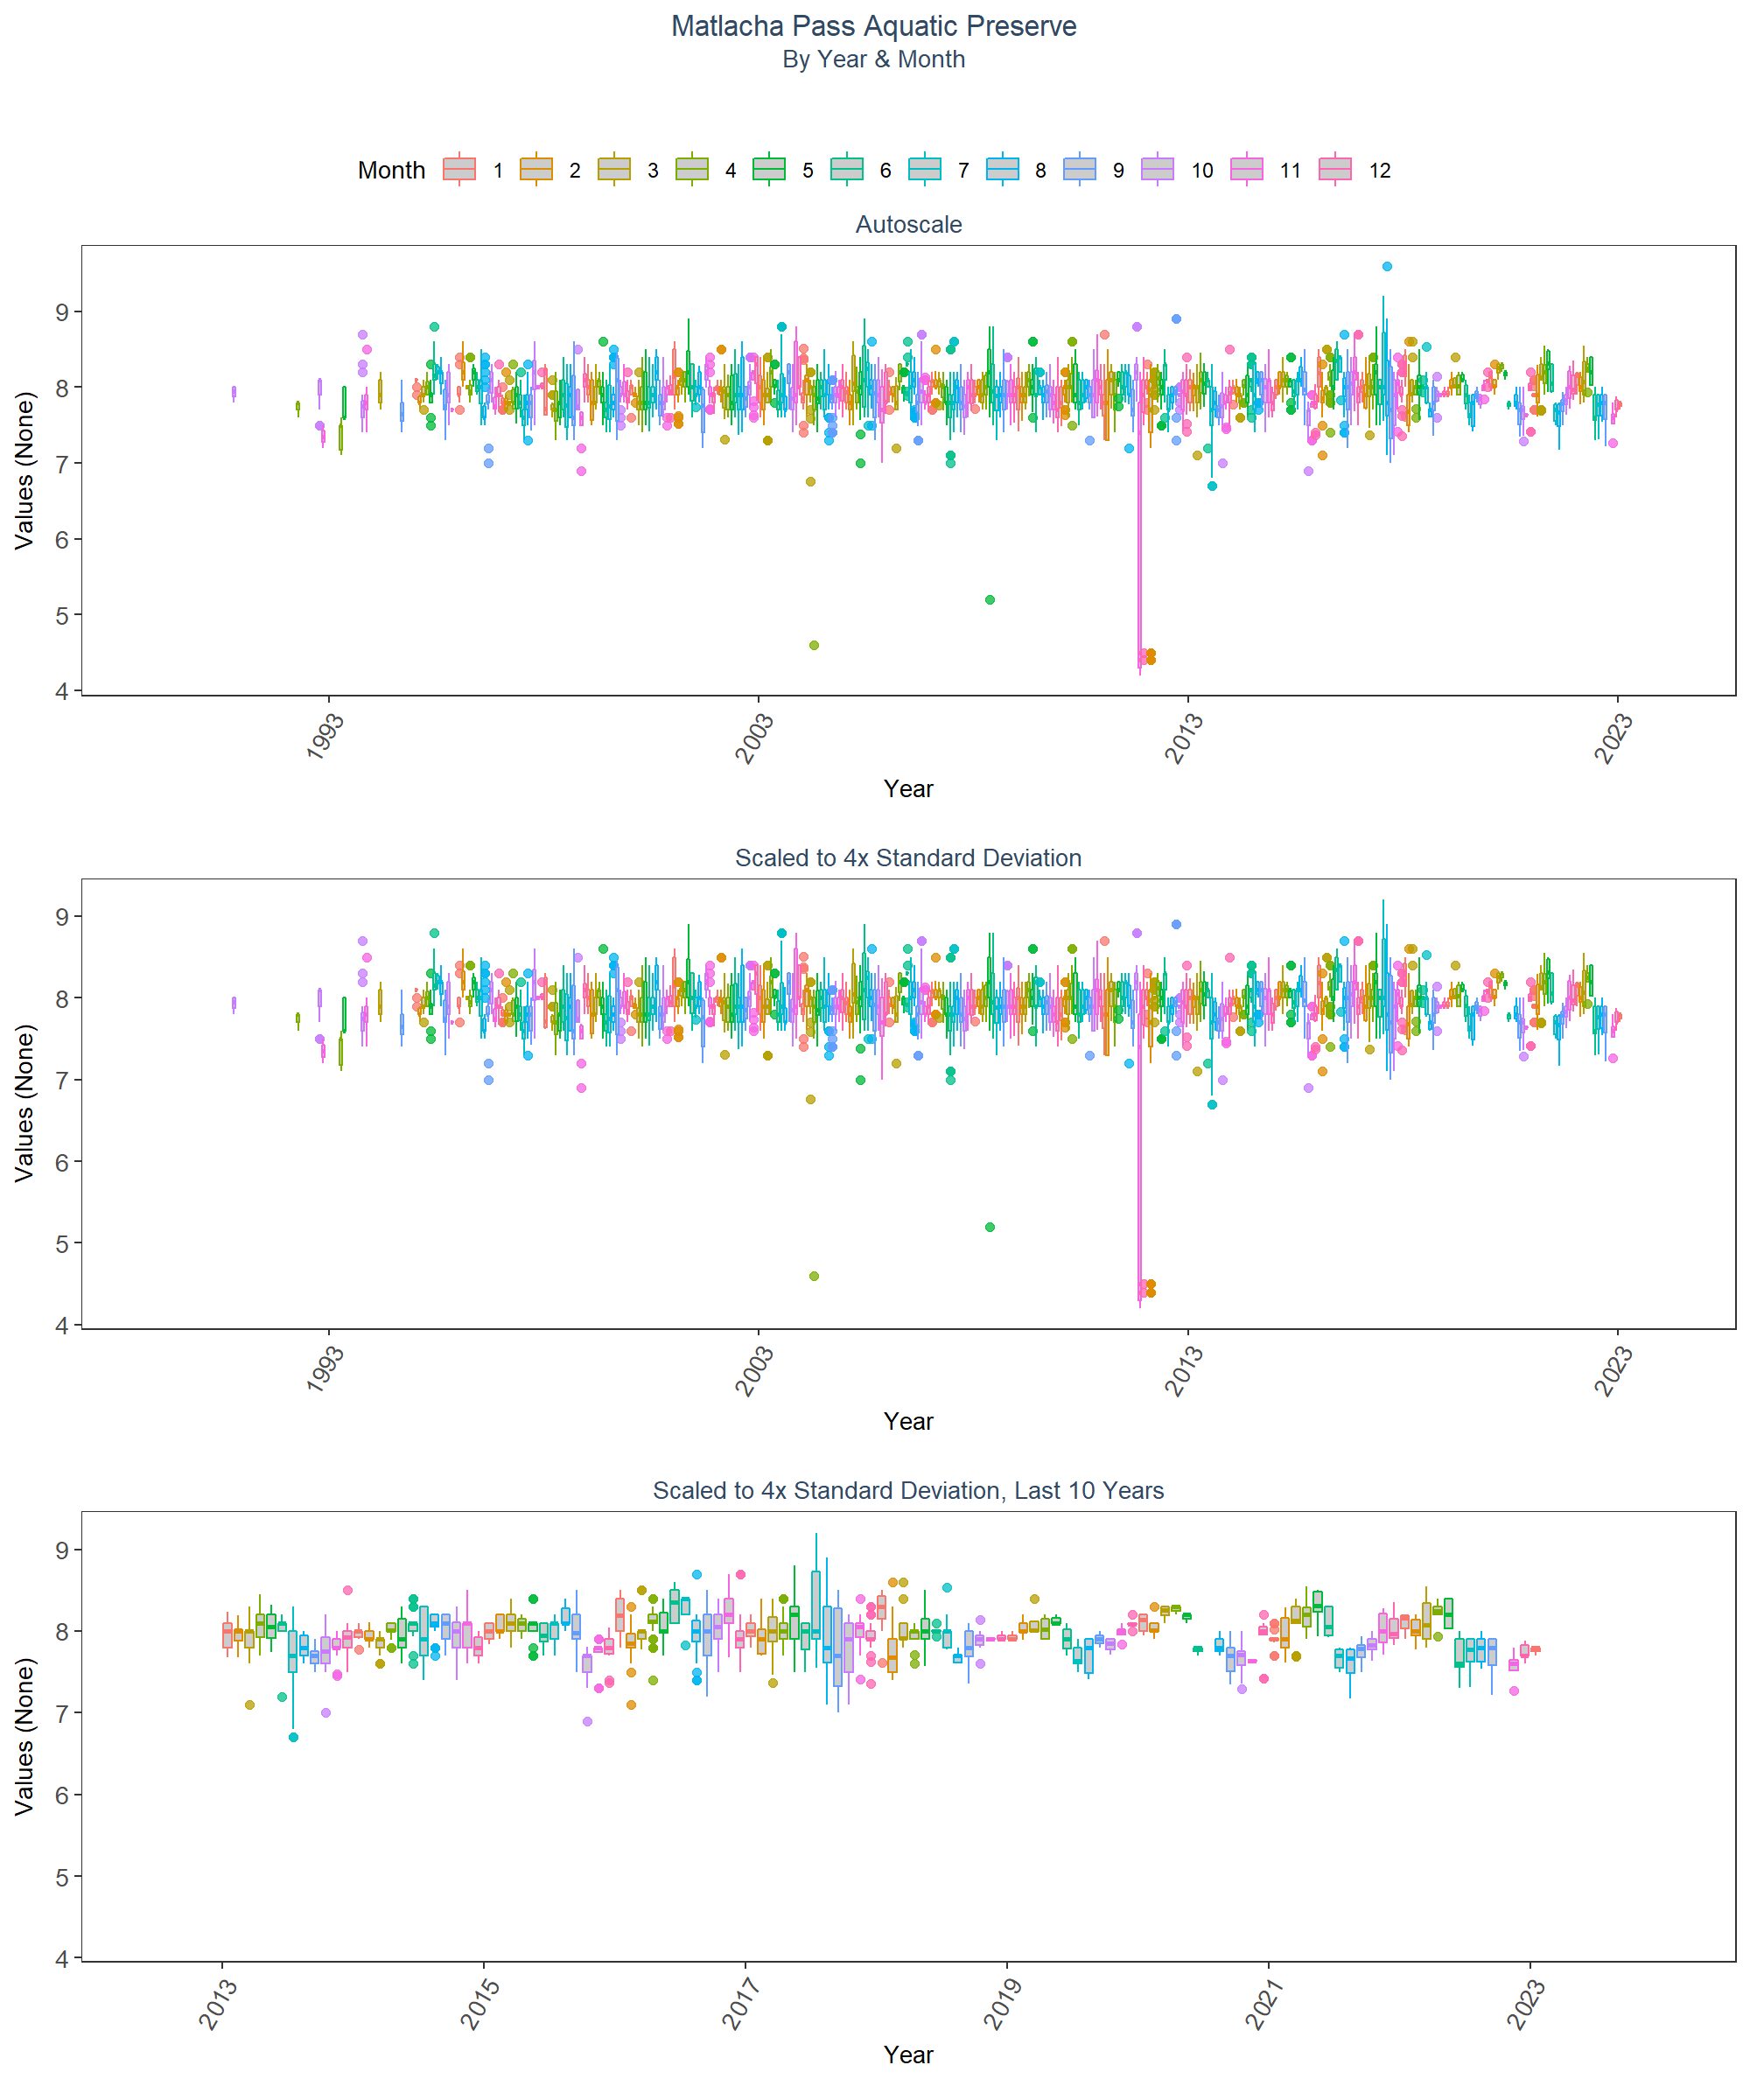 Matlacha Pass Aquatic Preserve
By Year & Month
Month 1 2 3 4 5 6 7 8 9 10 11 12
Autoscale
Values (None)
9
8
7
6
5
4
1993 2003 2013 2023
Year
Scaled to 4x Standard Deviation
Values (None)
9
8
7
6
5
4
1993 2003 2013 2023
Year
Scaled to 4x Standard Deviation, Last 10 Years
Values (None)
9
8
7
6
5
4
2013 2015 2017 2019 2021 2023
Year